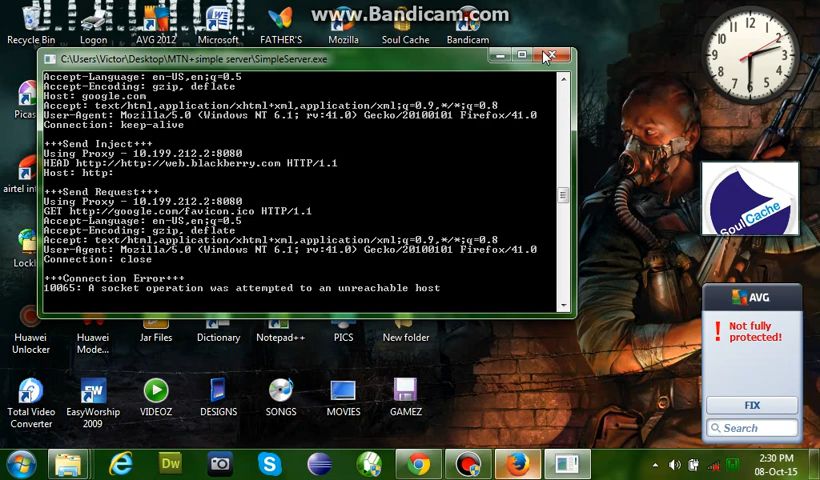 www.Bandicam.com
Recycle Bin
Logon
AVG 2012
Microsoft
Word
FATHER'S
Mozilla
Soul Cache
Bandicam
C:\Users\Victor\Desktop\MTN+simple server\SimpleServer.exe
Accept-Language: en-US,en;q=0.5
Accept-Encoding: gzip, deflate
Host: google.com
Accept: text/html,application/xhtml+xml,application/xml;q=0.9,*/*;q=0.8
User-Agent: Mozilla/5.0 (Windows NT 6.1; rv:41.0) Gecko/20100101 Firefox/41.0
Connection: keep-alive
+++Send Inject+++
Using Proxy - 10.199.212.2:8080
HEAD http://http://web.blackberry.com HTTP/1.1
Host: http:
+++Send Request+++
Using Proxy - 10.199.212.2:8080
GET http://google.com/favicon.ico HTTP/1.1
Accept-Language: en-US,en;q=0.5
Accept-Encoding: gzip, deflate
Accept: text/html,application/xhtml+xml,application/xml;q=0.9,*/*;q=0.8
User-Agent: Mozilla/5.0 (Windows NT 6.1; rv:41.0) Gecko/20100101 Firefox/41.0
Connection: close
+++Connection Error+++
10065: A socket operation was attempted to an unreachable host
Picas
airtel i
Lockl
SoulCache
AVG
Not fully
protected!
FIX
Search
Huawei
Unlocker
Huawei
Mode...
Jar Files
Dictionary
Notepad++
PICS
New folder
Total Video
Converter
EasyWorship
2009
VIDEOZ
DESIGNS
SONGS
MOVIES
GAMEZ
Dw
2:30 PM
08-Oct-15